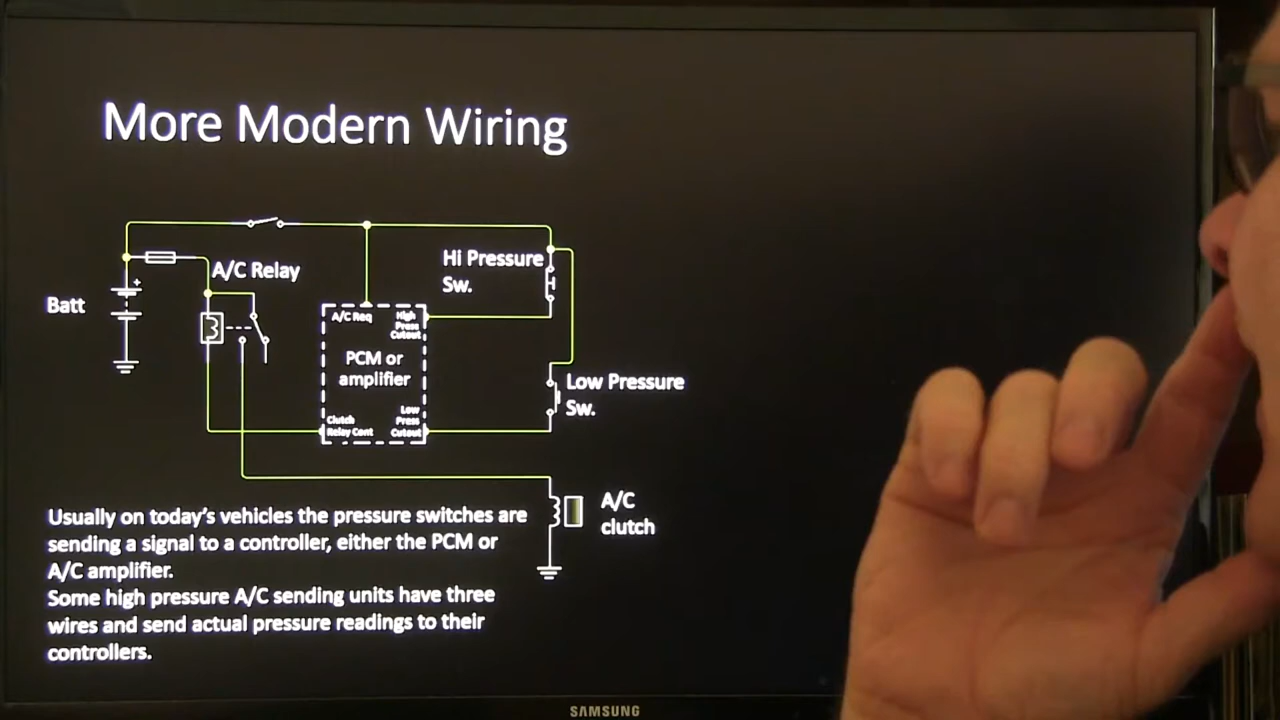 More Modern Wiring
A/C Relay
Batt
+
Hi Pressure
Sw.
A/C Req
High
Press
Cutout
PCM or
amplifier
Clutch
Relay Cont
Low
Press
Cutout
Low Pressure
Sw.
A/C
clutch
Usually on today’s vehicles the pressure switches are
sending a signal to a controller, either the PCM or
A/C amplifier.
Some high pressure A/C sending units have three
wires and send actual pressure readings to their
controllers.
SAMSUNG